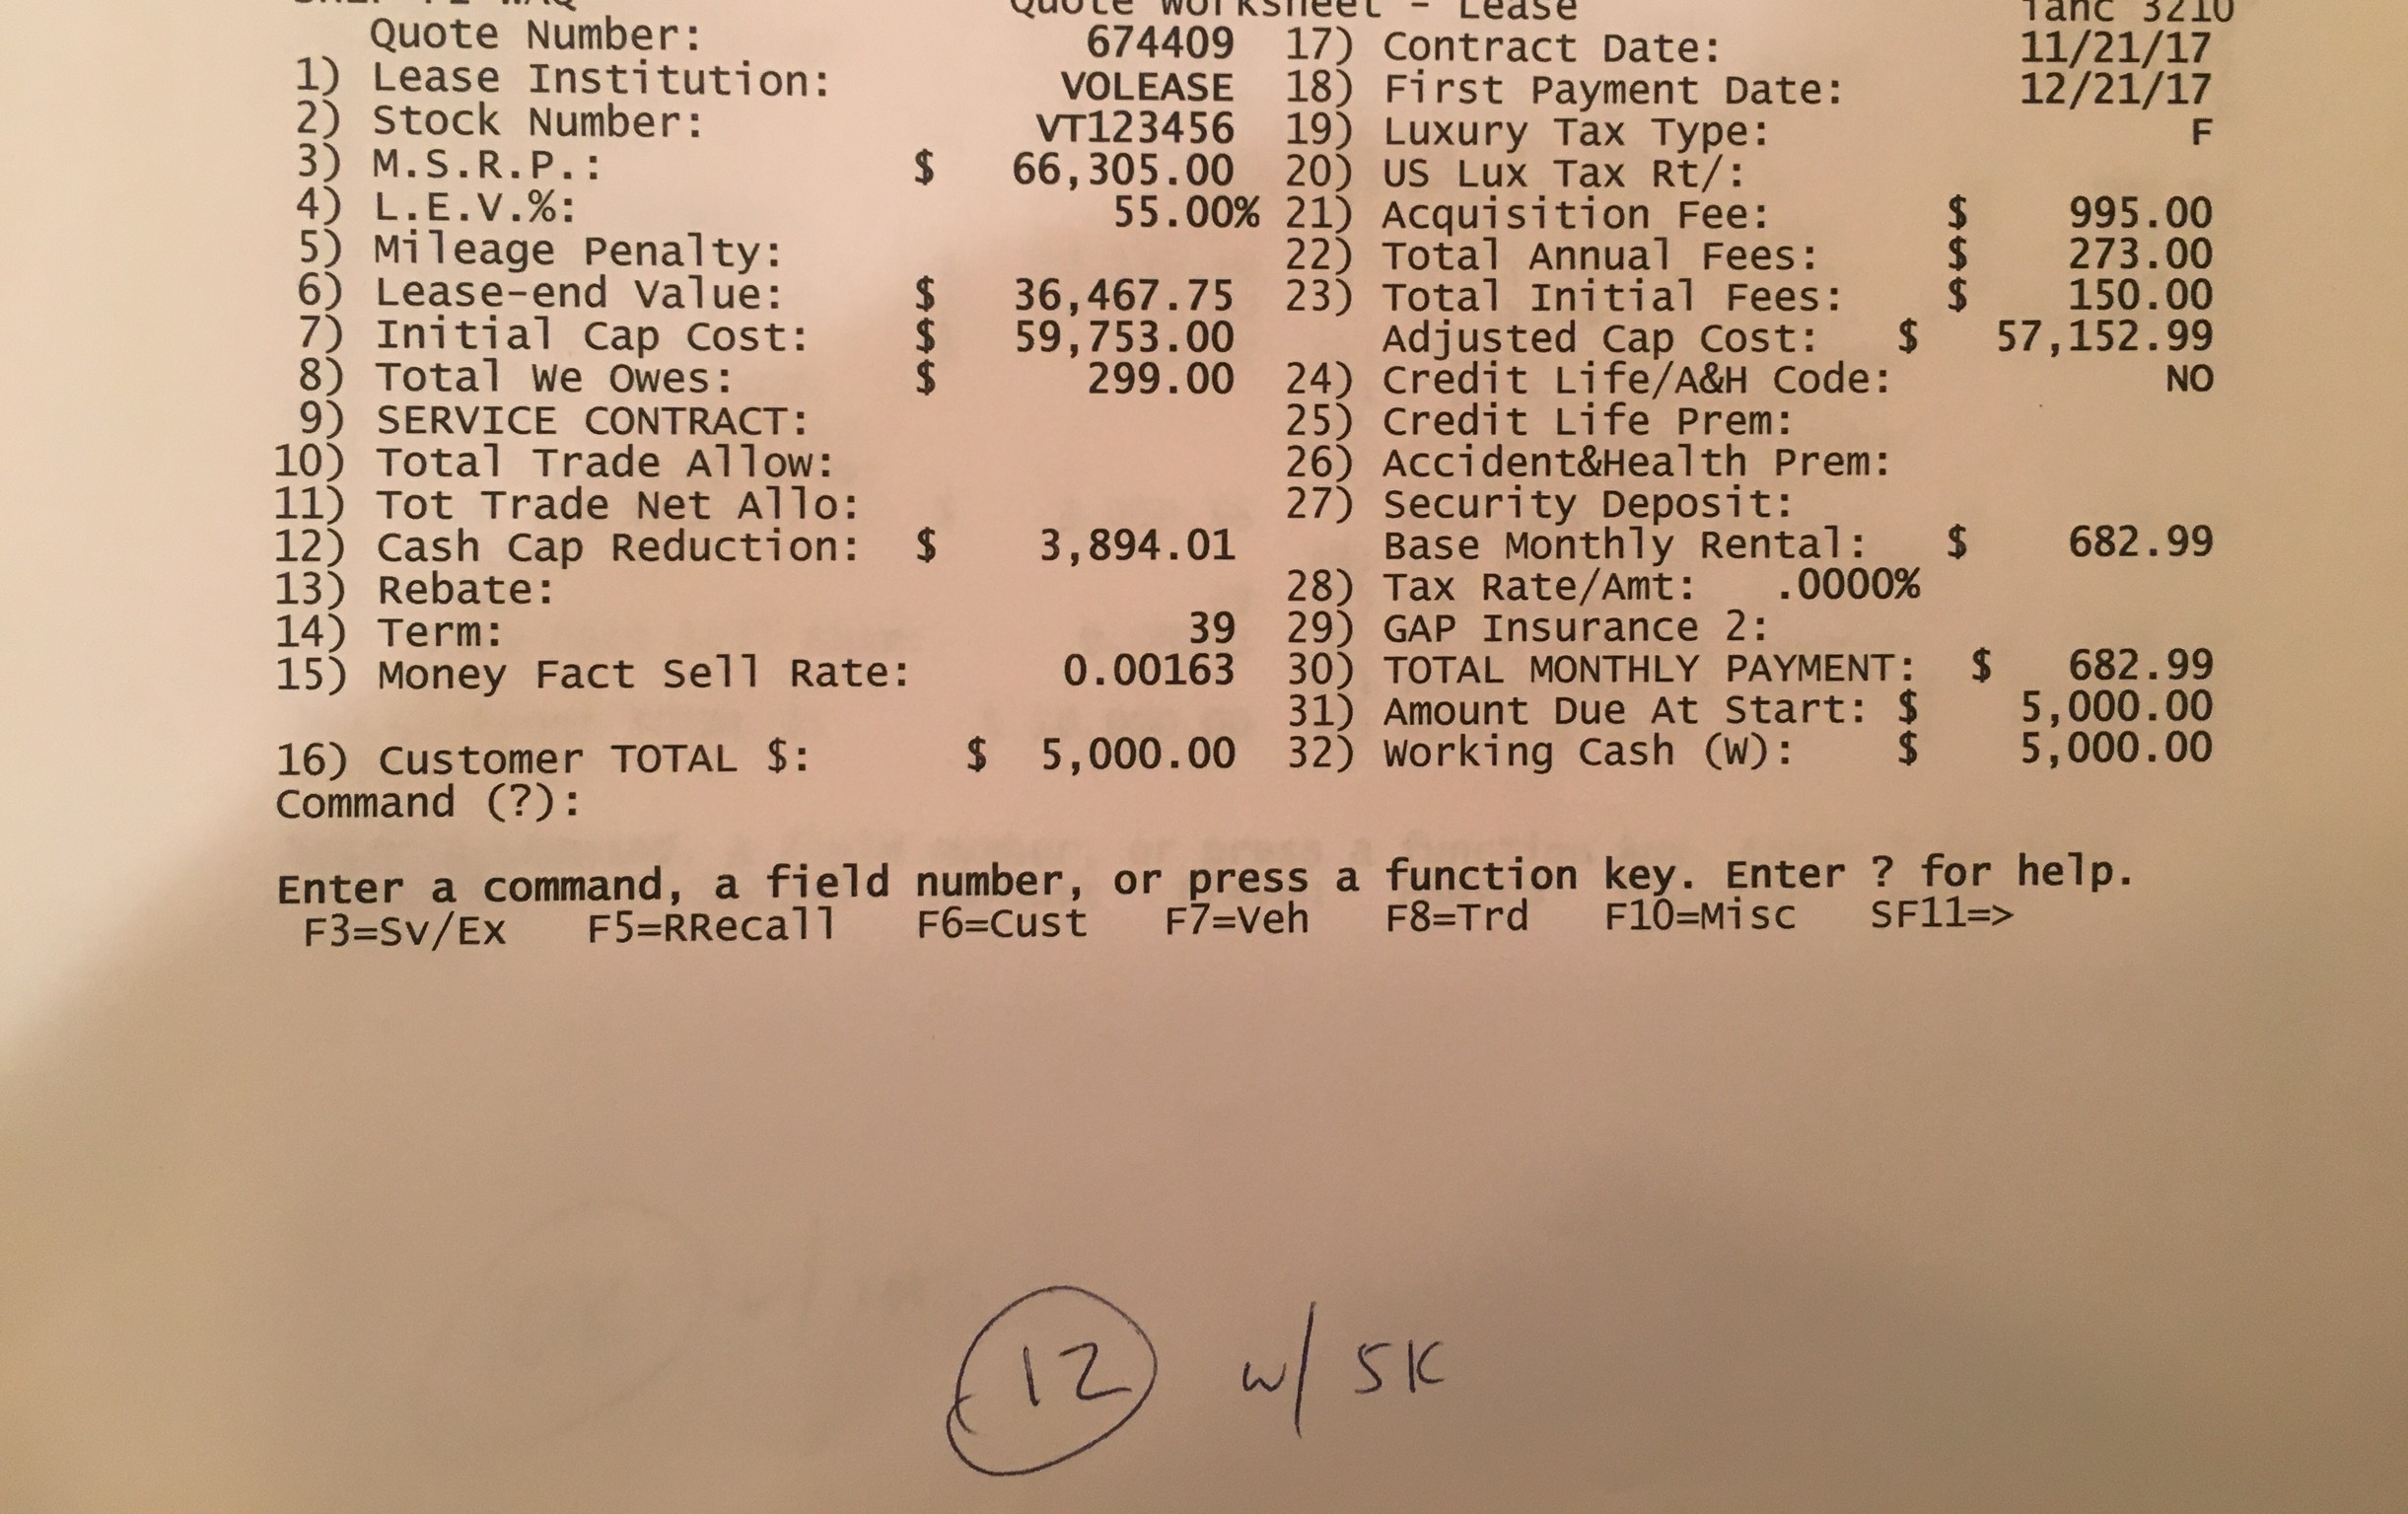 Quote Worksheet - Lease
Quote Number: 674409 17) Contract Date: 11/21/17
1) Lease Institution: VOLEASE 18) First Payment Date: 12/21/17
2) Stock Number: VT123456 19) Luxury Tax Type: F
3) M.S.R.P.: $ 66,305.00 20) US Lux Tax Rt/:
4) L.E.V.%: 55.00% 21) Acquisition Fee: $ 995.00
5) Mileage Penalty: 22) Total Annual Fees: $ 273.00
6) Lease-end Value: $ 36,467.75 23) Total Initial Fees: $ 150.00
7) Initial Cap Cost: $ 59,753.00 Adjusted Cap Cost: $ 57,152.99
8) Total We Owes: $ 299.00 24) Credit Life/A&H Code: NO
9) SERVICE CONTRACT: 25) Credit Life Prem:
10) Total Trade Allow: 26) Accident&Health Prem:
11) Tot Trade Net Allo: 27) Security Deposit:
12) Cash Cap Reduction: $ 3,894.01 Base Monthly Rental: $ 682.99
13) Rebate: 28) Tax Rate/Amt: .0000%
14) Term: 39 29) GAP Insurance 2:
15) Money Fact Sell Rate: 0.00163 30) TOTAL MONTHLY PAYMENT: $ 682.99
31) Amount Due At Start: $ 5,000.00
16) Customer TOTAL $: $ 5,000.00 32) Working Cash (W): $ 5,000.00
Command (?):
Enter a command, a field number, or press a function key. Enter ? for help.
F3=Sv/Ex F5=RRecall F6=Cust F7=Veh F8=Trd F10=Misc SF11=>
12 w/ 5K